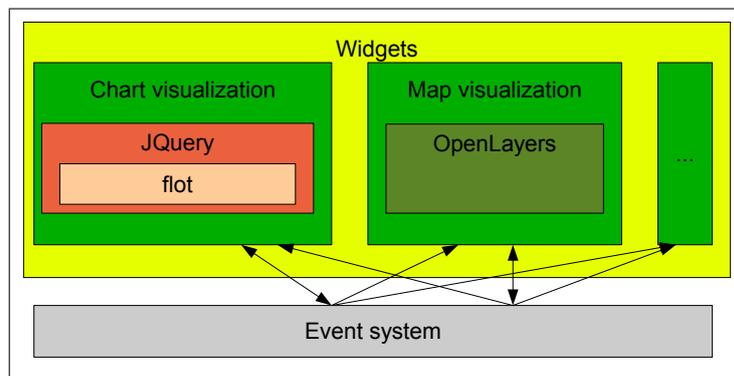 Widgets
Chart visualization
JQuery
flot
Map visualization
OpenLayers
...
Event system